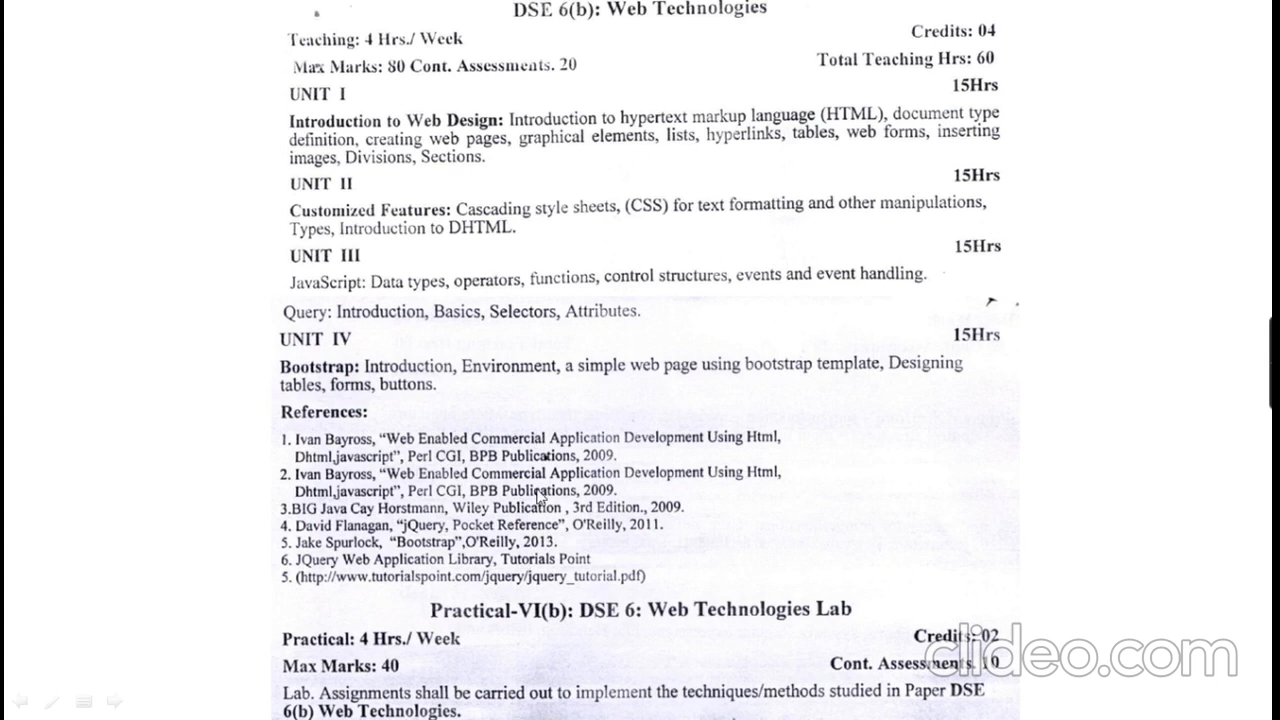 DSE 6(b): Web Technologies
Teaching: 4 Hrs./ Week Credits: 04
Max Marks: 80 Cont. Assessments. 20 Total Teaching Hrs: 60
UNIT I 15Hrs
Introduction to Web Design: Introduction to hypertext markup language (HTML), document type
definition, creating web pages, graphical elements, lists, hyperlinks, tables, web forms, inserting
images, Divisions, Sections.
UNIT II 15Hrs
Customized Features: Cascading style sheets, (CSS) for text formatting and other manipulations,
Types, Introduction to DHTML.
UNIT III 15Hrs
JavaScript: Data types, operators, functions, control structures, events and event handling.
Query: Introduction, Basics, Selectors, Attributes.
UNIT IV 15Hrs
Bootstrap: Introduction, Environment, a simple web page using bootstrap template, Designing
tables, forms, buttons.
References:
1. Ivan Bayross, “Web Enabled Commercial Application Development Using Html,
Dhtml,javascript”, Perl CGI, BPB Publications, 2009.
2. Ivan Bayross, “Web Enabled Commercial Application Development Using Html,
Dhtml,javascript”, Perl CGI, BPB Publications, 2009.
3.BIG Java Cay Horstmann, Wiley Publication , 3rd Edition., 2009.
4. David Flanagan, “jQuery, Pocket Reference”, O'Reilly, 2011.
5. Jake Spurlock, “Bootstrap”,O'Reilly, 2013.
6. JQuery Web Application Library, Tutorials Point
5. (http://www.tutorialspoint.com/jquery/jquery_tutorial.pdf)
Practical-VI(b): DSE 6: Web Technologies Lab
Practical: 4 Hrs./ Week Credits: 02
Max Marks: 40 Cont. Assessments. 10
clideo.com
Lab. Assignments shall be carried out to implement the techniques/methods studied in Paper DSE
6(b) Web Technologies.